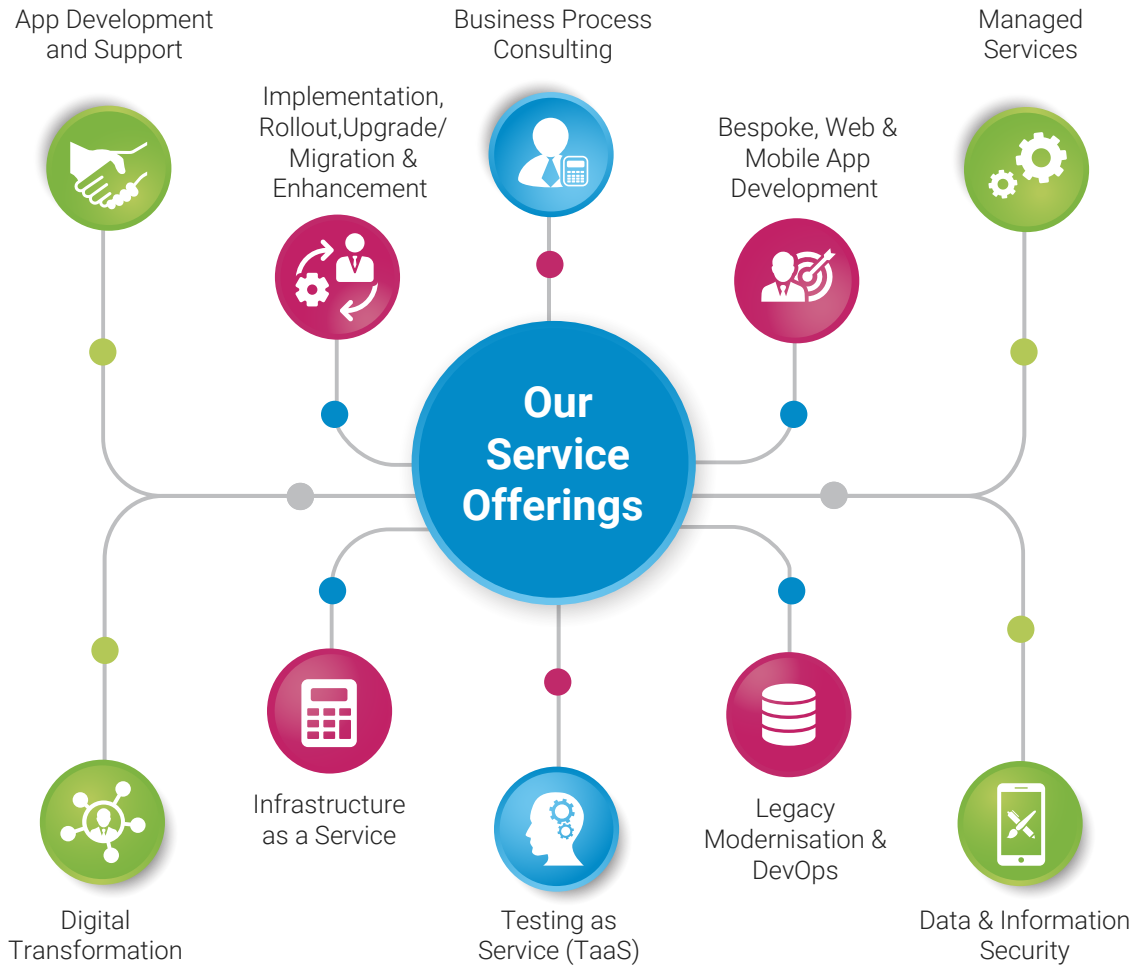 App Development
and Support
Business Process
Consulting
Managed
Services
Implementation,
Rollout,Upgrade/
Migration &
Enhancement
Bespoke, Web &
Mobile App
Development
Our
Service
Offerings
Infrastructure
as a Service
Legacy
Modernisation &
DevOps
Digital
Transformation
Testing as
Service (TaaS)
Data & Information
Security